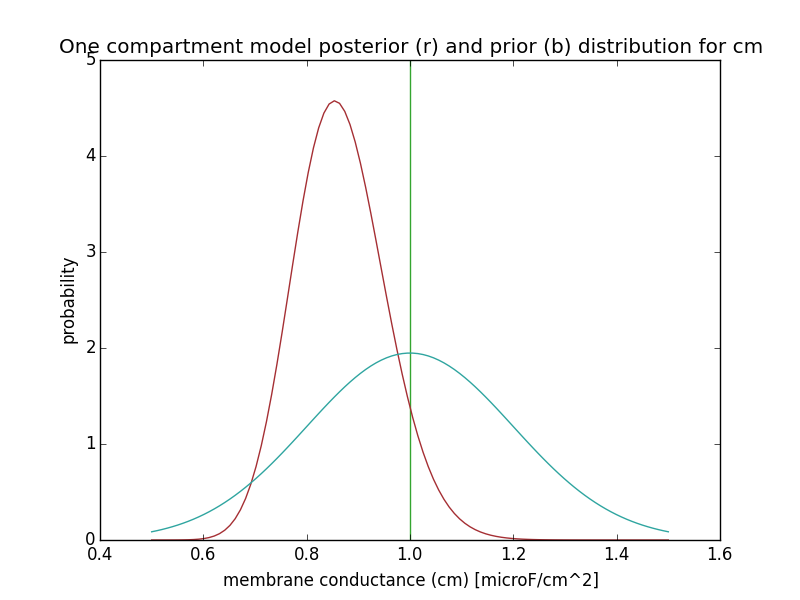 One compartment model posterior (r) and prior (b) distribution for cm
5
4
3
2
1
0
probability
0.4 0.6 0.8 1.0 1.2 1.4 1.6
membrane conductance (cm) [microF/cm^2]